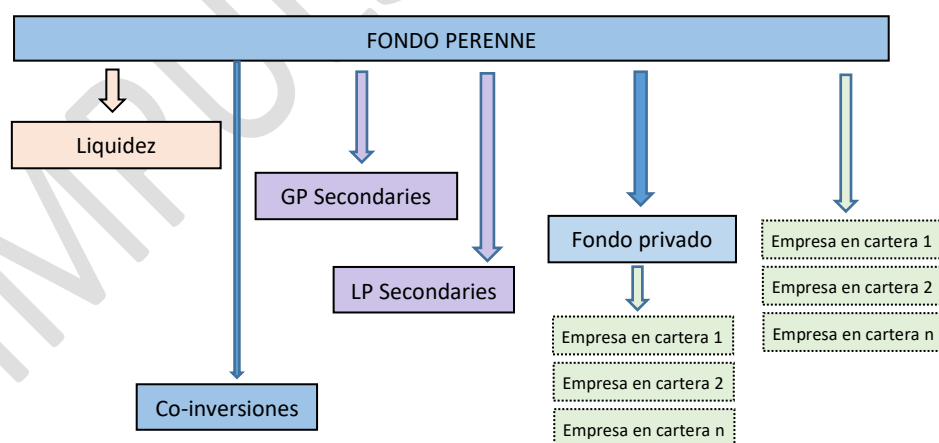 FONDO PERENNE
Liquidez
GP Secondaries
LP Secondaries
Co-inversiones
Fondo privado
Empresa en cartera 1
Empresa en cartera 2
Empresa en cartera n
Empresa en cartera 1
Empresa en cartera 2
Empresa en cartera n